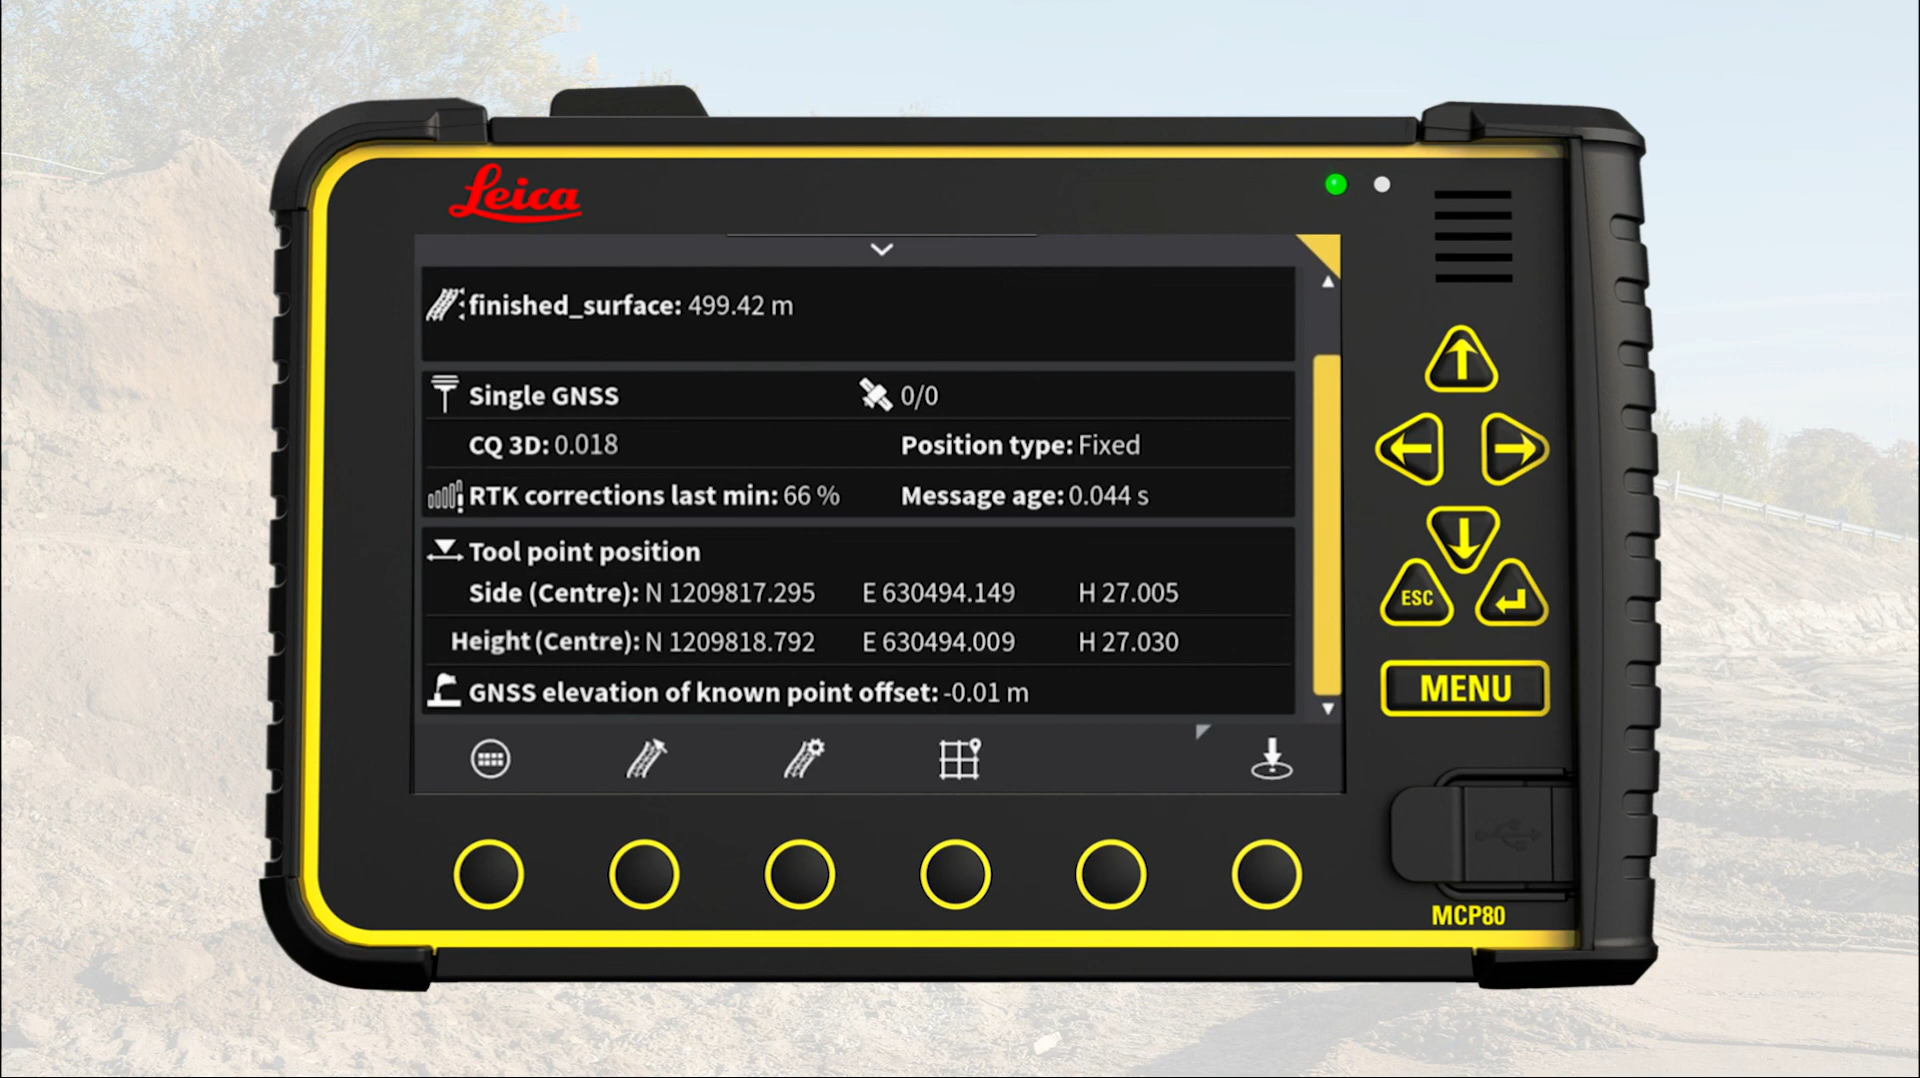 Leica
finished_surface: 499.42 m
Single GNSS 0/0
CQ 3D: 0.018 Position type: Fixed
RTK corrections last min: 66 % Message age: 0.044 s
Tool point position
Side (Centre): N 1209817.295 E 630494.149 H 27.005
Height (Centre): N 1209818.792 E 630494.009 H 27.030
GNSS elevation of known point offset: -0.01 m
ESC
MENU
MCP80